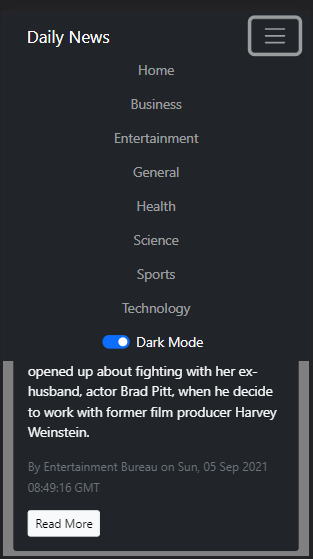 Daily News
Home
Business
Entertainment
General
Health
Science
Sports
Technology
Dark Mode
opened up about fighting with her ex-
husband, actor Brad Pitt, when he decide
to work with former film producer Harvey
Weinstein.
By Entertainment Bureau on Sun, 05 Sep 2021
08:49:16 GMT
Read More